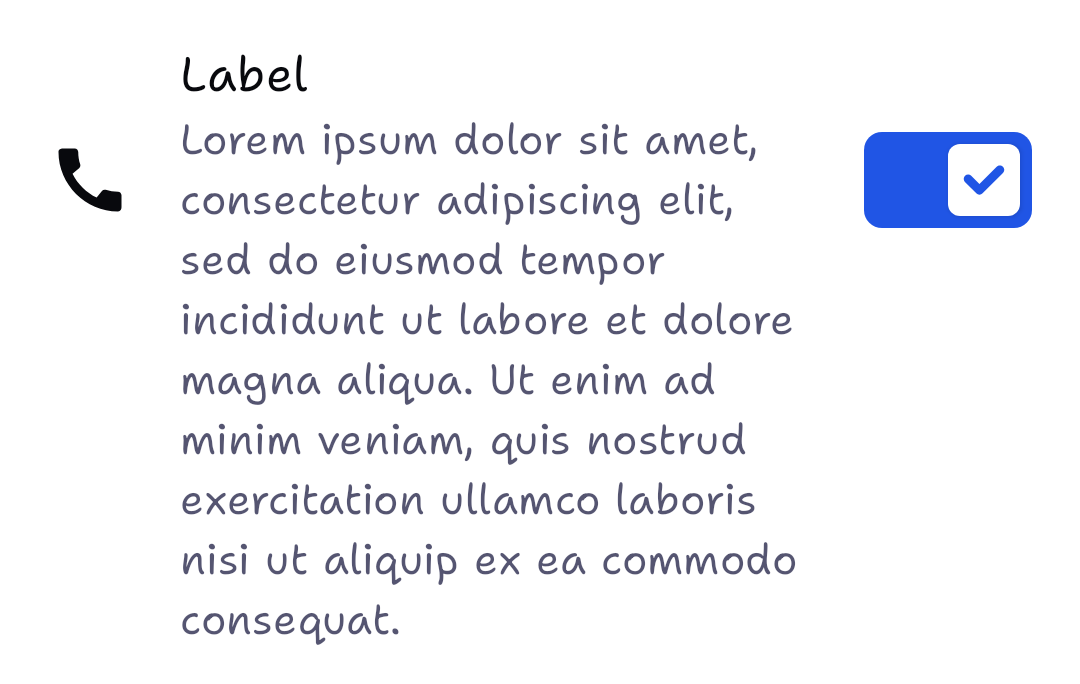 Label
Lorem ipsum dolor sit amet,
consectetur adipiscing elit,
sed do eiusmod tempor
incididunt ut labore et dolore
magna aliqua. Ut enim ad
minim veniam, quis nostrud
exercitation ullamco laboris
nisi ut aliquip ex ea commodo
consequat.